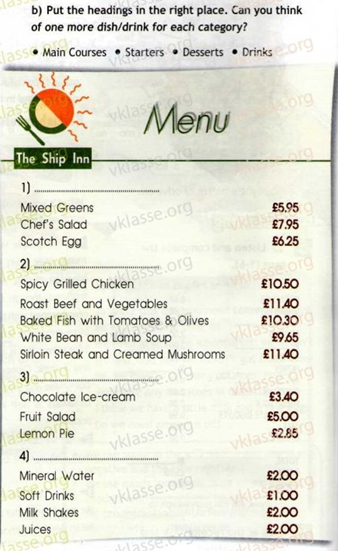 b) Put the headings in the right place. Can you think
of one more dish/drink for each category?
• Main Courses • Starters • Desserts • Drinks
Menu
The Ship Inn
1) ..............................
Mixed Greens £5.95
Chef's Salad £7.95
Scotch Egg £6.25
2) ..............................
Spicy Grilled Chicken £10.50
Roast Beef and Vegetables £11.40
Baked Fish with Tomatoes & Olives £10.30
White Bean and Lamb Soup £9.65
Sirloin Steak and Creamed Mushrooms £11.40
3) ..............................
Chocolate Ice-cream £3.40
Fruit Salad £5.00
Lemon Pie £2.85
4) ..............................
Mineral Water £2.00
Soft Drinks £1.00
Milk Shakes £2.00
Juices £2.00
vklasse.org